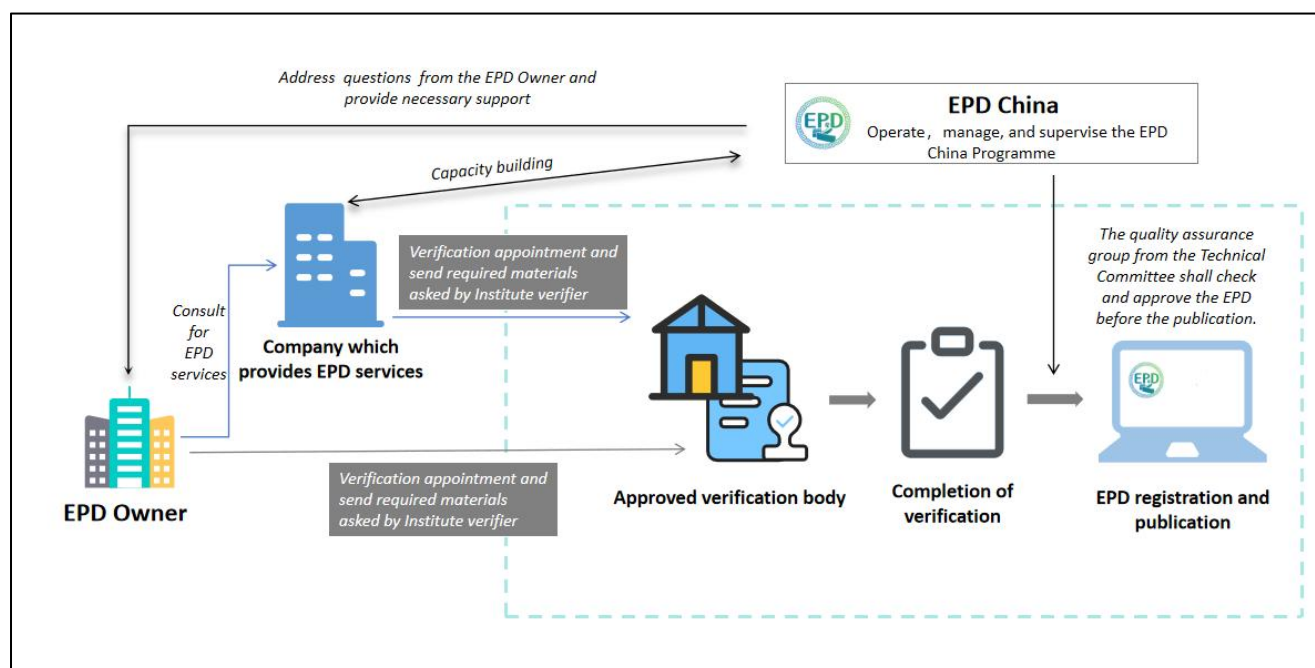 Address questions from the EPD Owner and
provide necessary support
EPD
EPD China
Operate， manage, and supervise the EPD
China Programme
Capacity building
Verification appointment and
send required materials
asked by Institute verifier
The quality assurance
group from the Technical
Committee shall check
and approve the EPD
before the publication.
Consult
for
EPD
services
Company which
provides EPD services
EPD
EPD Owner
Verification appointment and
send required materials
asked by Institute verifier
Approved verification body
Completion of
verification
EPD registration and
publication